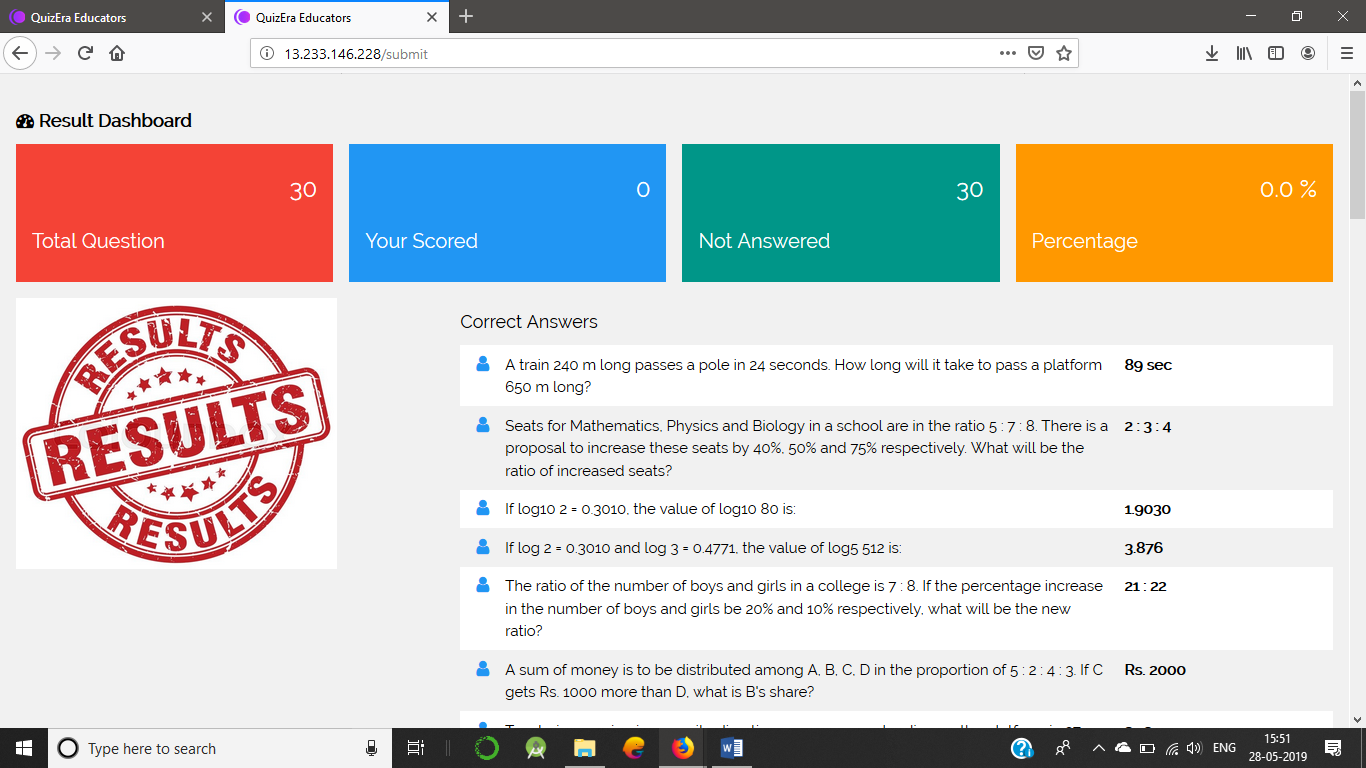 QuizEra Educators
QuizEra Educators
13.233.146.228/submit
Result Dashboard
30
Total Question
0
Your Scored
30
Not Answered
0.0 %
Percentage
RESULTS
RESULTS
RESULTS
Correct Answers
A train 240 m long passes a pole in 24 seconds. How long will it take to pass a platform 89 sec
650 m long?
Seats for Mathematics, Physics and Biology in a school are in the ratio 5 : 7 : 8. There is a 2 : 3 : 4
proposal to increase these seats by 40%, 50% and 75% respectively. What will be the
ratio of increased seats?
If log10 2 = 0.3010, the value of log10 80 is: 1.9030
If log 2 = 0.3010 and log 3 = 0.4771, the value of log5 512 is: 3.876
The ratio of the number of boys and girls in a college is 7 : 8. If the percentage increase 21 : 22
in the number of boys and girls be 20% and 10% respectively, what will be the new
ratio?
A sum of money is to be distributed among A, B, C, D in the proportion of 5 : 2 : 4 : 3. If C Rs. 2000
gets Rs. 1000 more than D, what is B's share?
Type here to search
ENG
15:51
28-05-2019